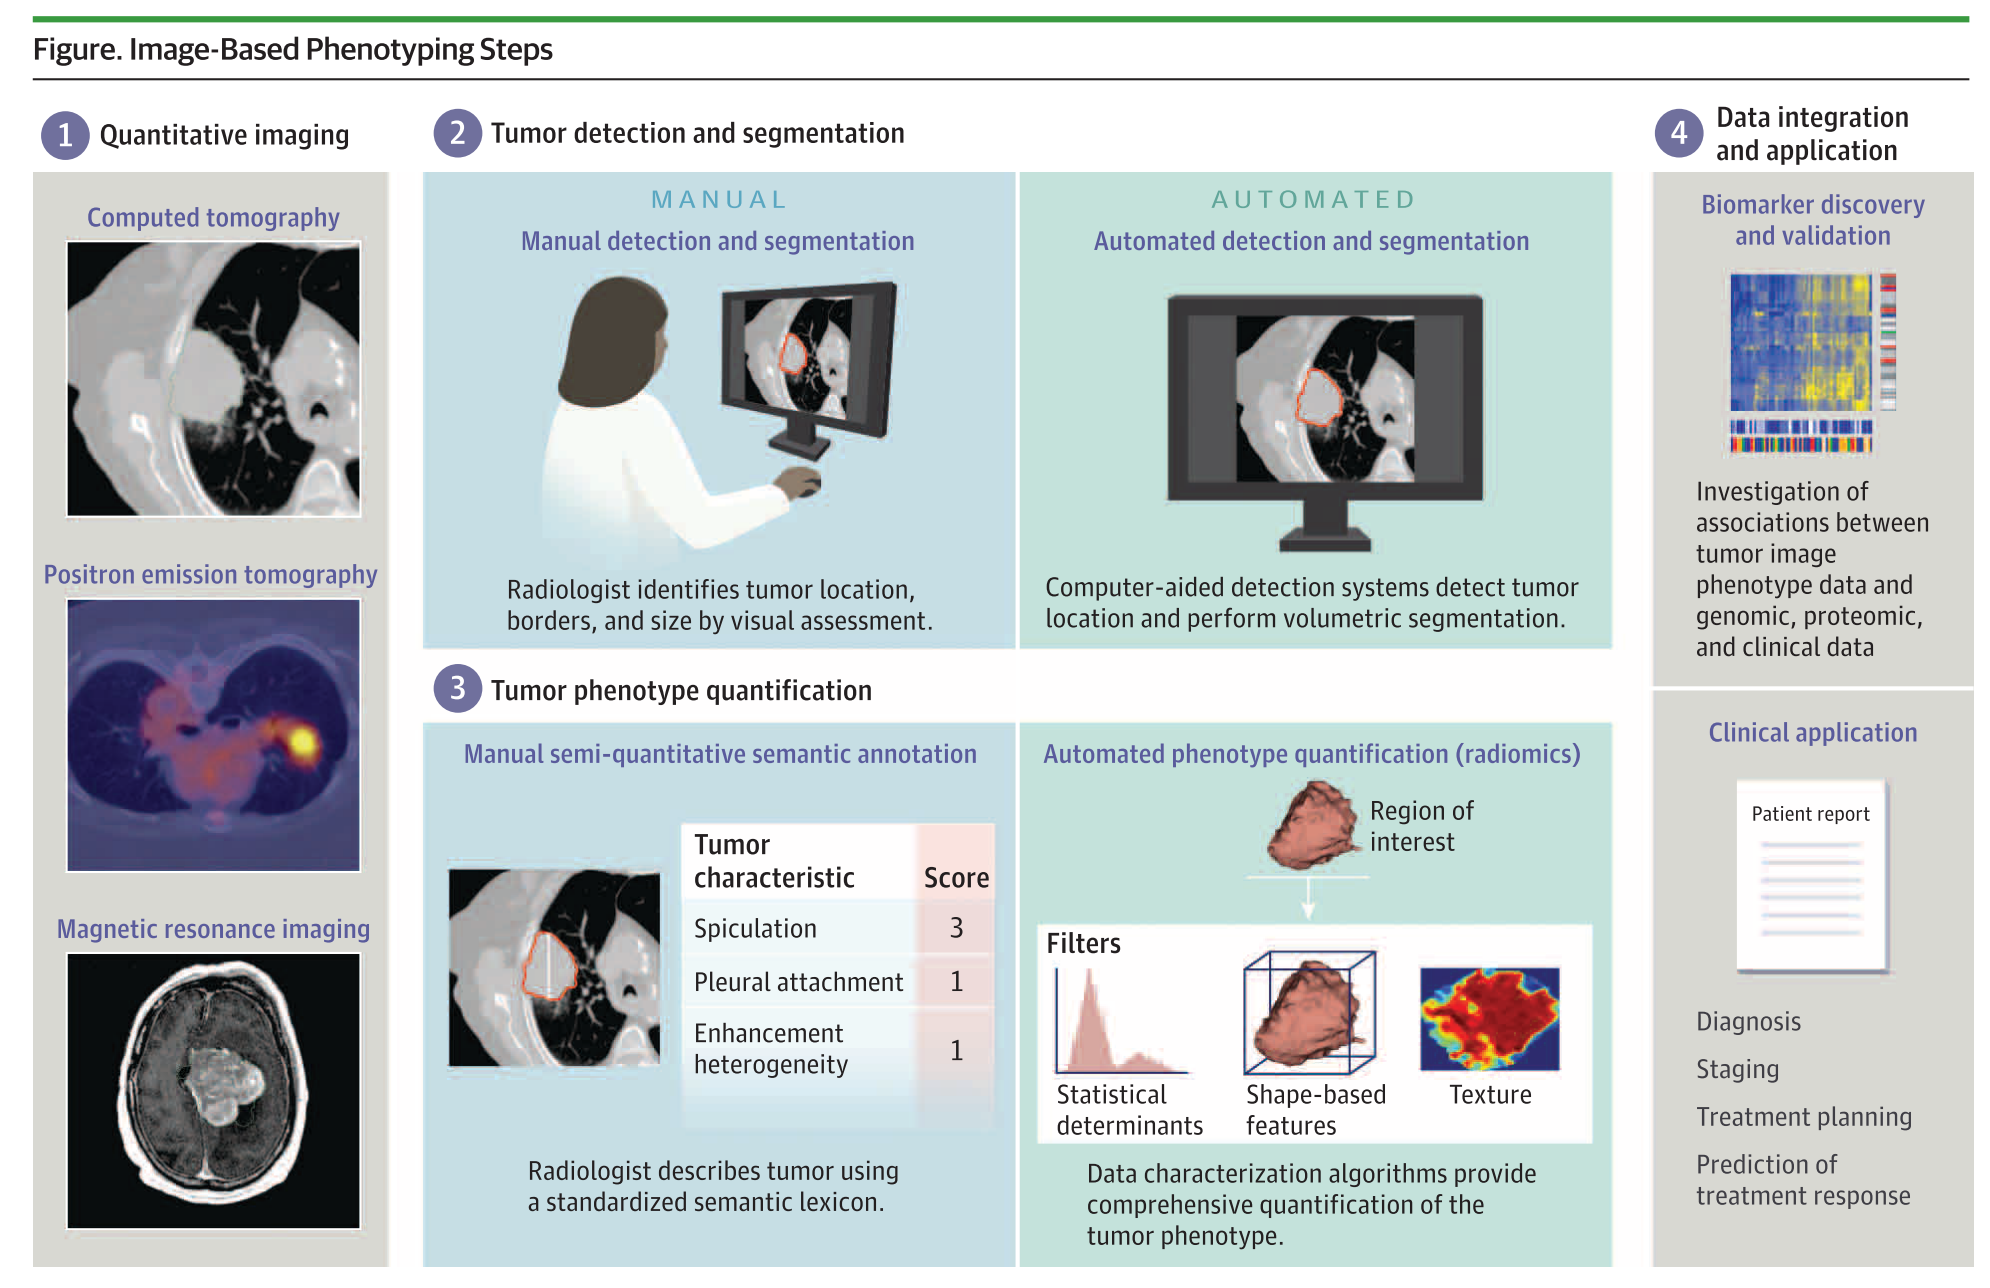 Figure. Image-Based Phenotyping Steps
1 Quantitative imaging
Computed tomography
Positron emission tomography
Magnetic resonance imaging
2 Tumor detection and segmentation
MANUAL
Manual detection and segmentation
Radiologist identifies tumor location,
borders, and size by visual assessment.
AUTOMATED
Automated detection and segmentation
Computer-aided detection systems detect tumor
location and perform volumetric segmentation.
3 Tumor phenotype quantification
Manual semi-quantitative semantic annotation
Tumor
characteristic Score
Spiculation 3
Pleural attachment 1
Enhancement
heterogeneity 1
Radiologist describes tumor using
a standardized semantic lexicon.
Automated phenotype quantification (radiomics)
Region of
interest
Filters
Statistical
determinants
Shape-based
features
Texture
Data characterization algorithms provide
comprehensive quantification of the
tumor phenotype.
4 Data integration
and application
Biomarker discovery
and validation
Investigation of
associations between
tumor image
phenotype data and
genomic, proteomic,
and clinical data
Clinical application
Patient report
Diagnosis
Staging
Treatment planning
Prediction of
treatment response